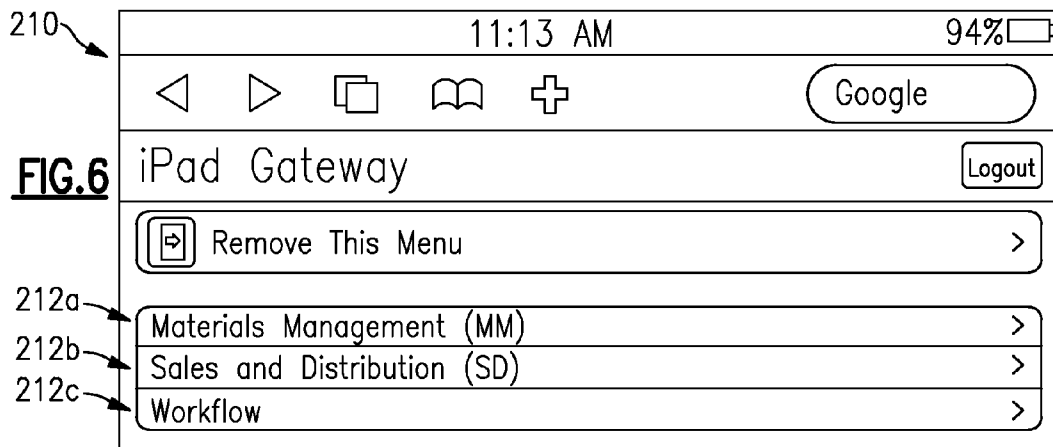 210
11:13 AM 94%
Google
FIG.6
iPad Gateway Logout
Remove This Menu >
212a
Materials Management (MM) >
212b
Sales and Distribution (SD) >
212c
Workflow >